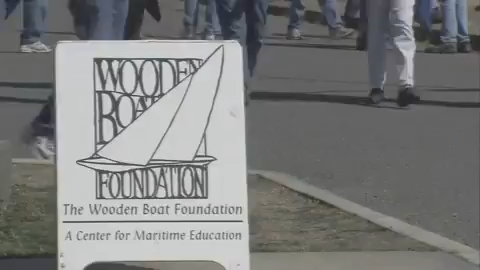 WOODEN
BOAT
FOUNDATION
The Wooden Boat Foundation
A Center for Maritime Education